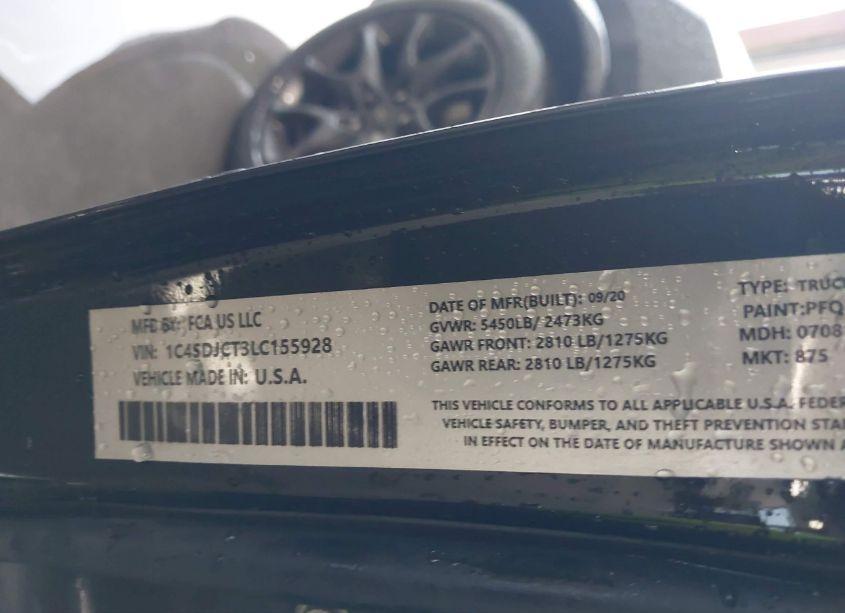 MFD BY: FCA US LLC
VIN: 1C4SDJCT3LC155928
VEHICLE MADE IN: U.S.A.
DATE OF MFR(BUILT): 09/20
GVWR: 5450LB/ 2473KG
GAWR FRONT: 2810 LB/1275KG
GAWR REAR: 2810 LB/1275KG
TYPE: TRUC
PAINT:PFQ
MDH: 0708
MKT: 875
THIS VEHICLE CONFORMS TO ALL APPLICABLE U.S.A. FEDER
VEHICLE SAFETY, BUMPER, AND THEFT PREVENTION STA
IN EFFECT ON THE DATE OF MANUFACTURE SHOWN A